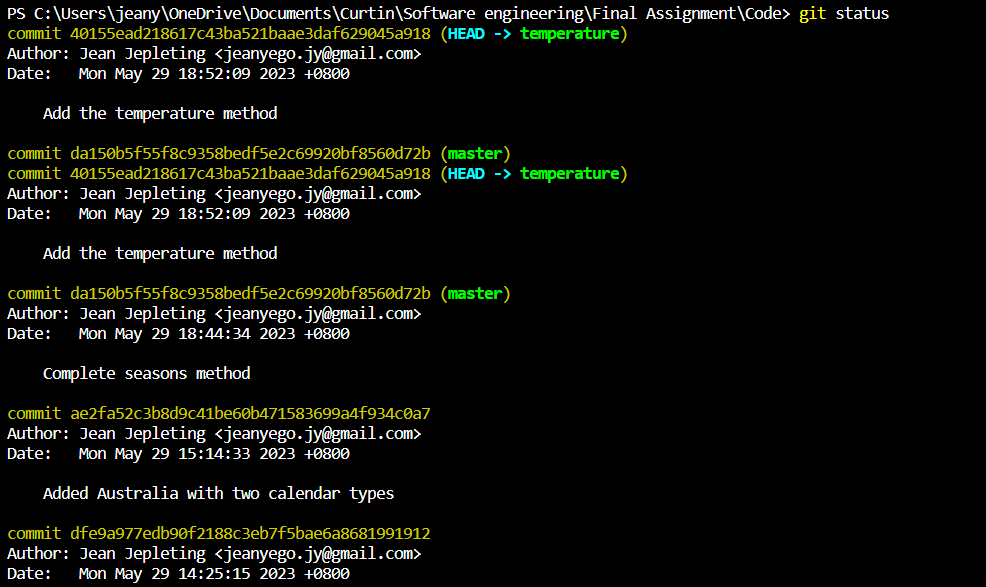 PS C:\Users\jeany\OneDrive\Documents\Curtin\Software engineering\Final Assignment\Code> git status
commit 40155ead218617c43ba521baae3daf629045a918 (HEAD -> temperature)
Author: Jean Jepleting <jeanyego.jy@gmail.com>
Date:   Mon May 29 18:52:09 2023 +0800
    Add the temperature method
commit da150b5f55f8c9358bedf5e2c69920bf8560d72b (master)
commit 40155ead218617c43ba521baae3daf629045a918 (HEAD -> temperature)
Author: Jean Jepleting <jeanyego.jy@gmail.com>
Date:   Mon May 29 18:52:09 2023 +0800
    Add the temperature method
commit da150b5f55f8c9358bedf5e2c69920bf8560d72b (master)
Author: Jean Jepleting <jeanyego.jy@gmail.com>
Date:   Mon May 29 18:44:34 2023 +0800
    Complete seasons method
commit ae2fa52c3b8d9c41be60b471583699a4f934c0a7
Author: Jean Jepleting <jeanyego.jy@gmail.com>
Date:   Mon May 29 15:14:33 2023 +0800
    Added Australia with two calendar types
commit dfe9a977edb90f2188c3eb7f5bae6a8681991912
Author: Jean Jepleting <jeanyego.jy@gmail.com>
Date:   Mon May 29 14:25:15 2023 +0800